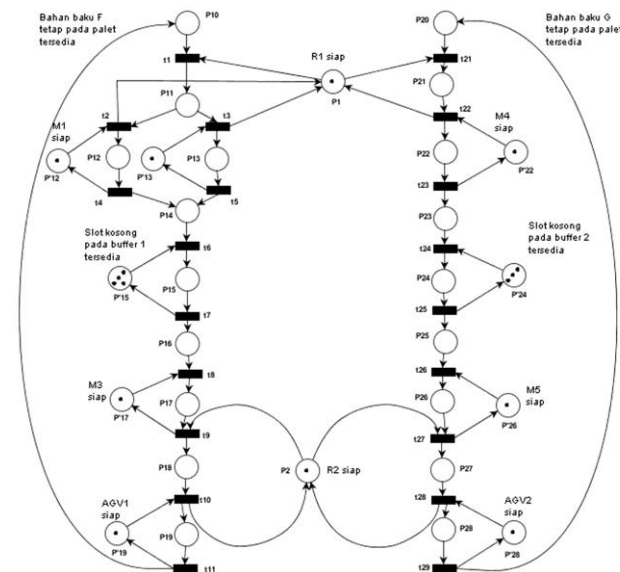 Bahan baku F
tetap pada palet
tersedia
P10
t1
P11
t2
t3
M1
siap
P12
P'12
P'13
P13
t4
t5
P14
Slot kosong
pada buffer 1
tersedia
t6
P'15
P15
t7
P16
t8
M3
siap
P17
P'17
t9
P18
AGV1
siap
t10
P'19
P19
t11
R1 siap
P1
P2
R2 siap
P20
Bahan baku G
tetap pada palet
tersedia
t21
P21
t22
M4
siap
P22
P'22
t23
P23
Slot kosong
pada buffer 2
tersedia
t24
P24
P'24
t25
P25
t26
M5
siap
P26
P'26
t27
P27
t28
AGV2
siap
P28
P'28
t29